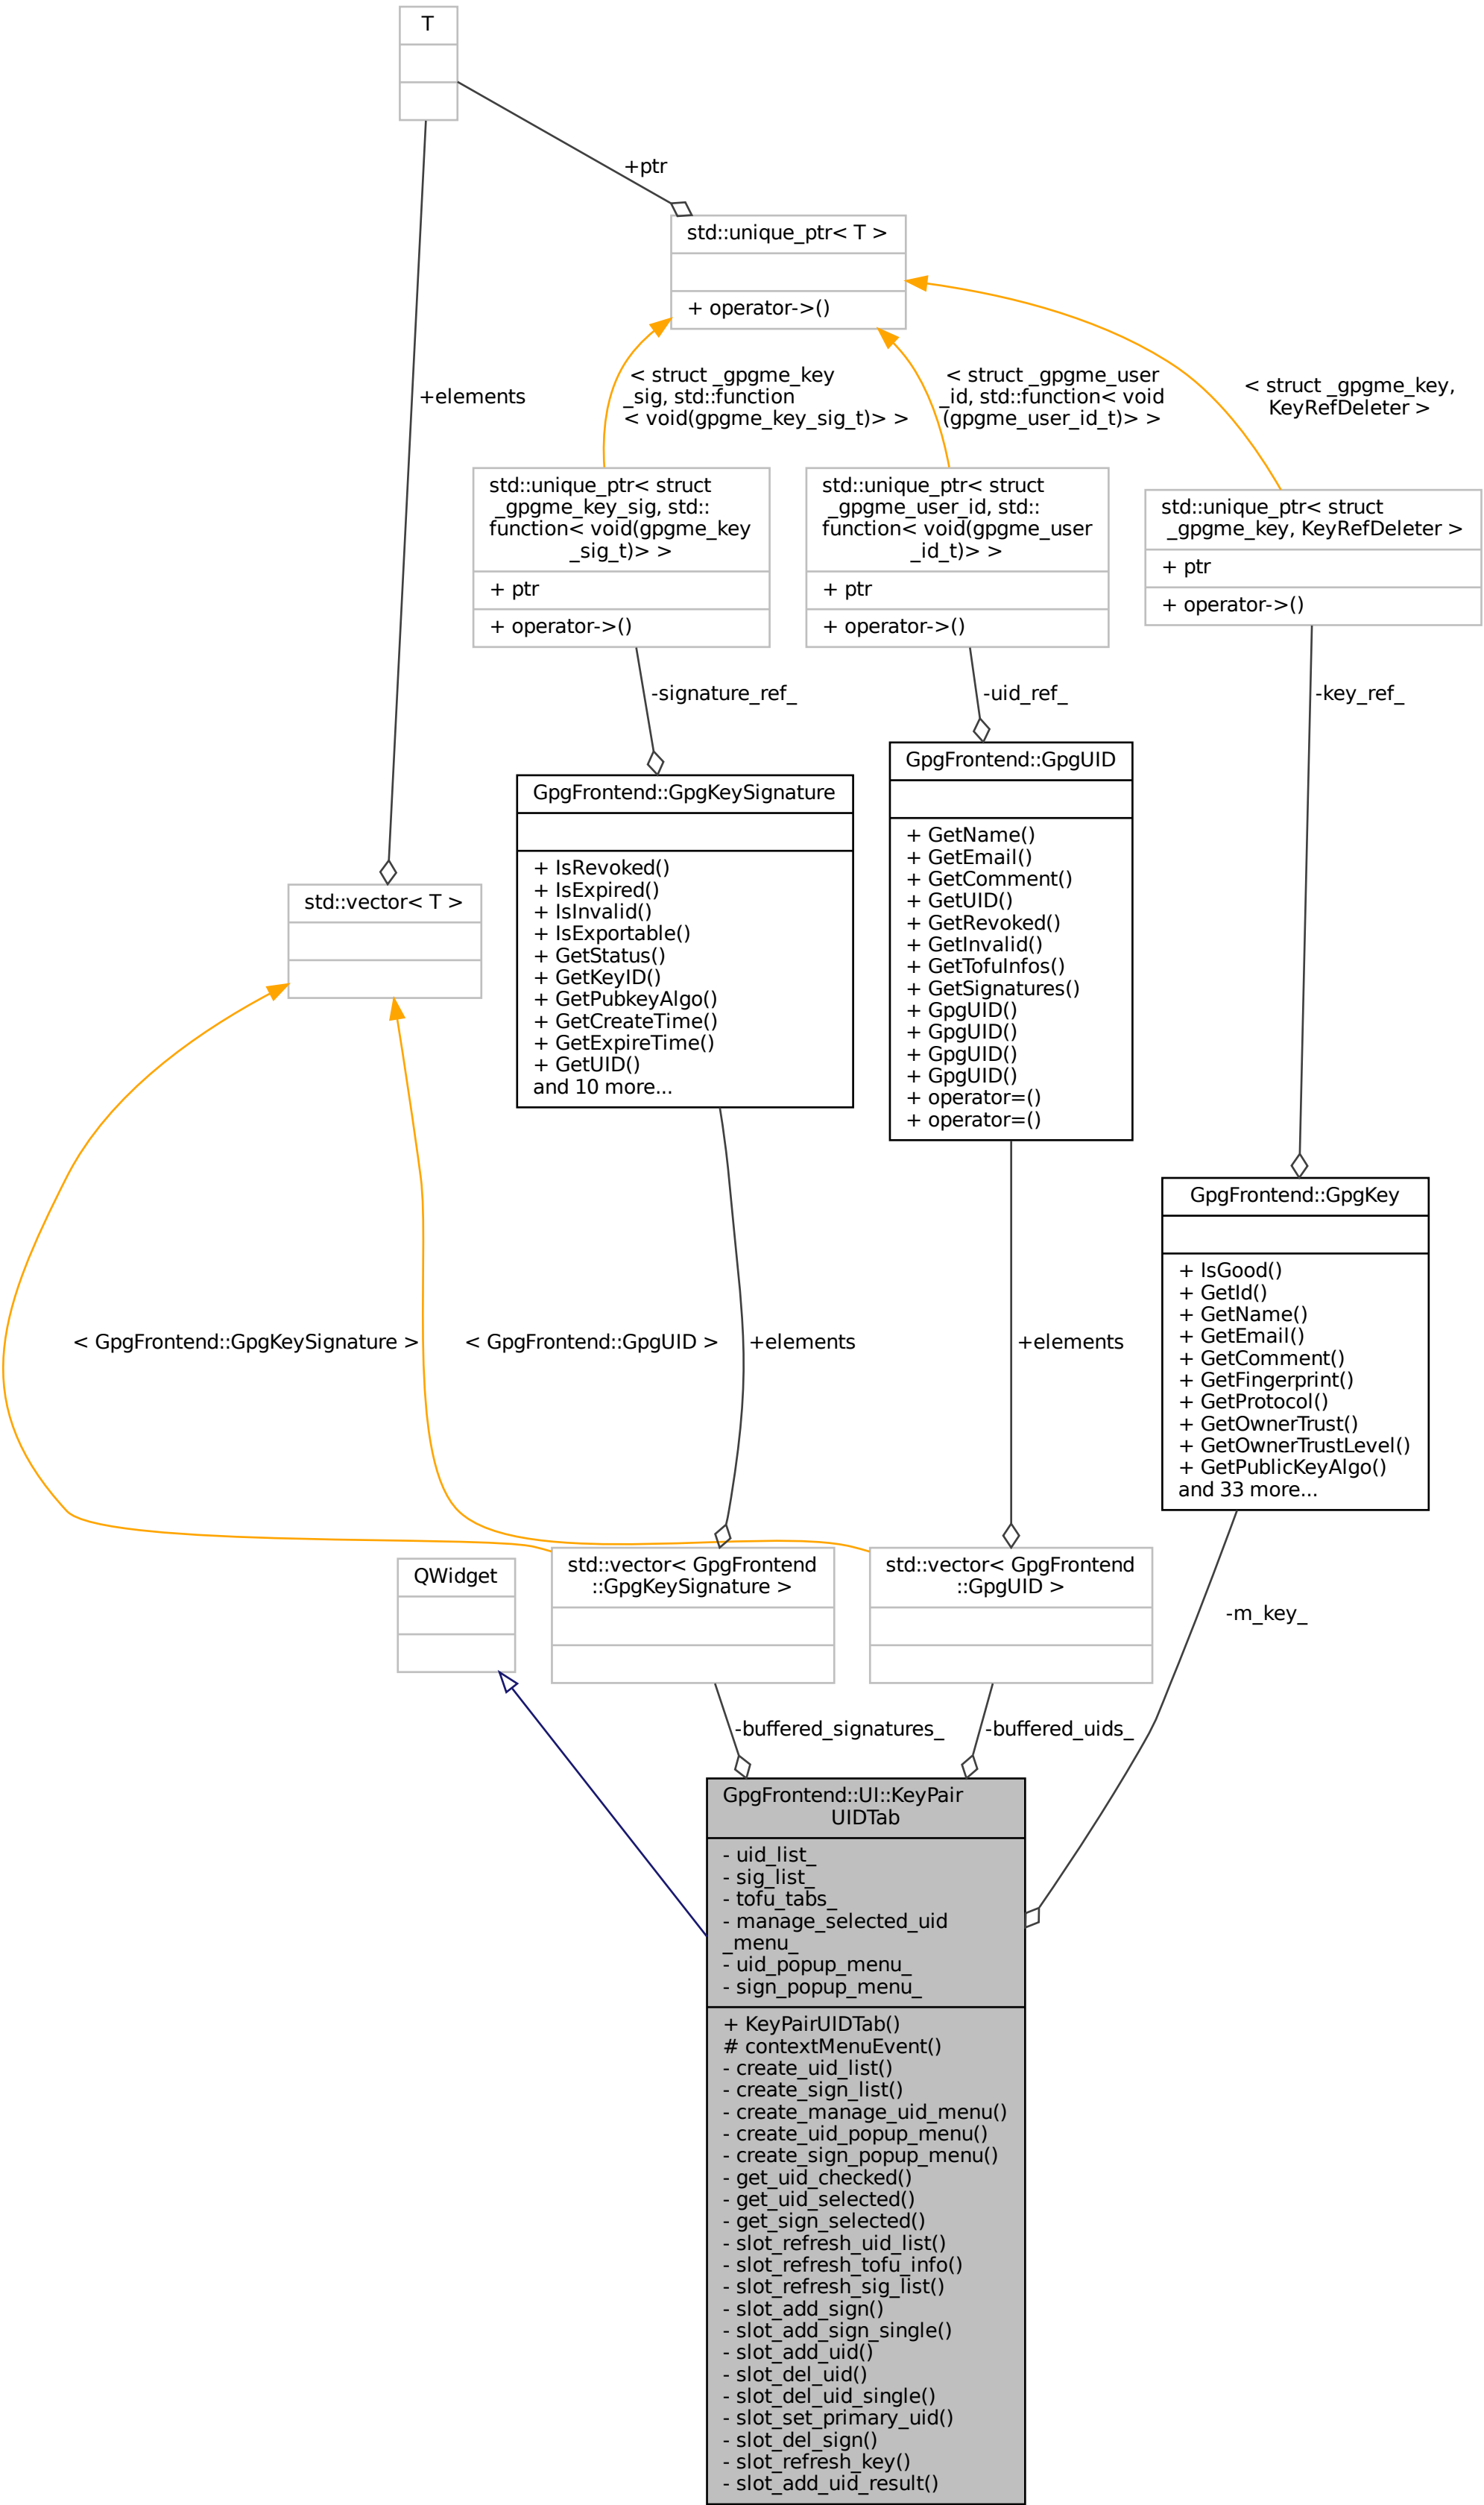 T
+ptr
std::unique_ptr< T >
+ operator->()
< struct _gpgme_key
_sig, std::function
< void(gpgme_key_sig_t)> >
< struct _gpgme_user
_id, std::function< void
(gpgme_user_id_t)> >
< struct _gpgme_key,
KeyRefDeleter >
+elements
std::unique_ptr< struct
_gpgme_key_sig, std::
function< void(gpgme_key
_sig_t)> >
+ ptr
+ operator->()
std::unique_ptr< struct
_gpgme_user_id, std::
function< void(gpgme_user
_id_t)> >
+ ptr
+ operator->()
std::unique_ptr< struct
_gpgme_key, KeyRefDeleter >
+ ptr
+ operator->()
-signature_ref_
-uid_ref_
-key_ref_
GpgFrontend::GpgKeySignature
+ IsRevoked()
+ IsExpired()
+ IsInvalid()
+ IsExportable()
+ GetStatus()
+ GetKeyID()
+ GetPubkeyAlgo()
+ GetCreateTime()
+ GetExpireTime()
+ GetUID()
and 10 more...
GpgFrontend::GpgUID
+ GetName()
+ GetEmail()
+ GetComment()
+ GetUID()
+ GetRevoked()
+ GetInvalid()
+ GetTofuInfos()
+ GetSignatures()
+ GpgUID()
+ GpgUID()
+ GpgUID()
+ GpgUID()
+ operator=()
+ operator=()
std::vector< T >
GpgFrontend::GpgKey
+ IsGood()
+ GetId()
+ GetName()
+ GetEmail()
+ GetComment()
+ GetFingerprint()
+ GetProtocol()
+ GetOwnerTrust()
+ GetOwnerTrustLevel()
+ GetPublicKeyAlgo()
and 33 more...
< GpgFrontend::GpgKeySignature >
< GpgFrontend::GpgUID >
+elements
+elements
QWidget
std::vector< GpgFrontend
::GpgKeySignature >
std::vector< GpgFrontend
::GpgUID >
-m_key_
-buffered_signatures_
-buffered_uids_
GpgFrontend::UI::KeyPair
UIDTab
- uid_list_
- sig_list_
- tofu_tabs_
- manage_selected_uid
_menu_
- uid_popup_menu_
- sign_popup_menu_
+ KeyPairUIDTab()
# contextMenuEvent()
- create_uid_list()
- create_sign_list()
- create_manage_uid_menu()
- create_uid_popup_menu()
- create_sign_popup_menu()
- get_uid_checked()
- get_uid_selected()
- get_sign_selected()
- slot_refresh_uid_list()
- slot_refresh_tofu_info()
- slot_refresh_sig_list()
- slot_add_sign()
- slot_add_sign_single()
- slot_add_uid()
- slot_del_uid()
- slot_del_uid_single()
- slot_set_primary_uid()
- slot_del_sign()
- slot_refresh_key()
- slot_add_uid_result()